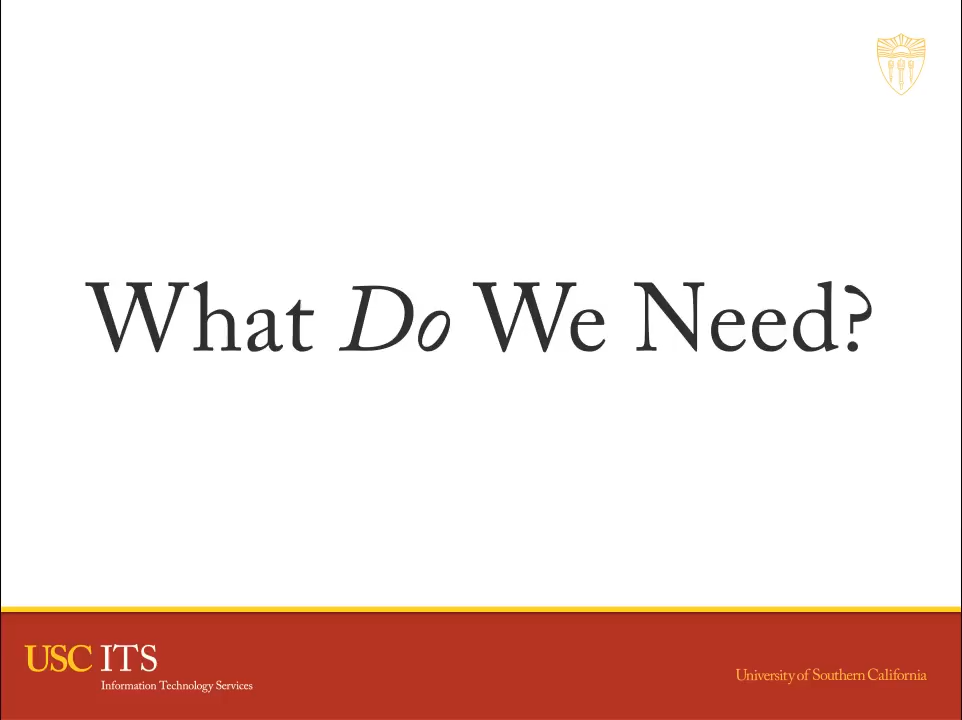 What Do We Need?
USC ITS
Information Technology Services
University of Southern California